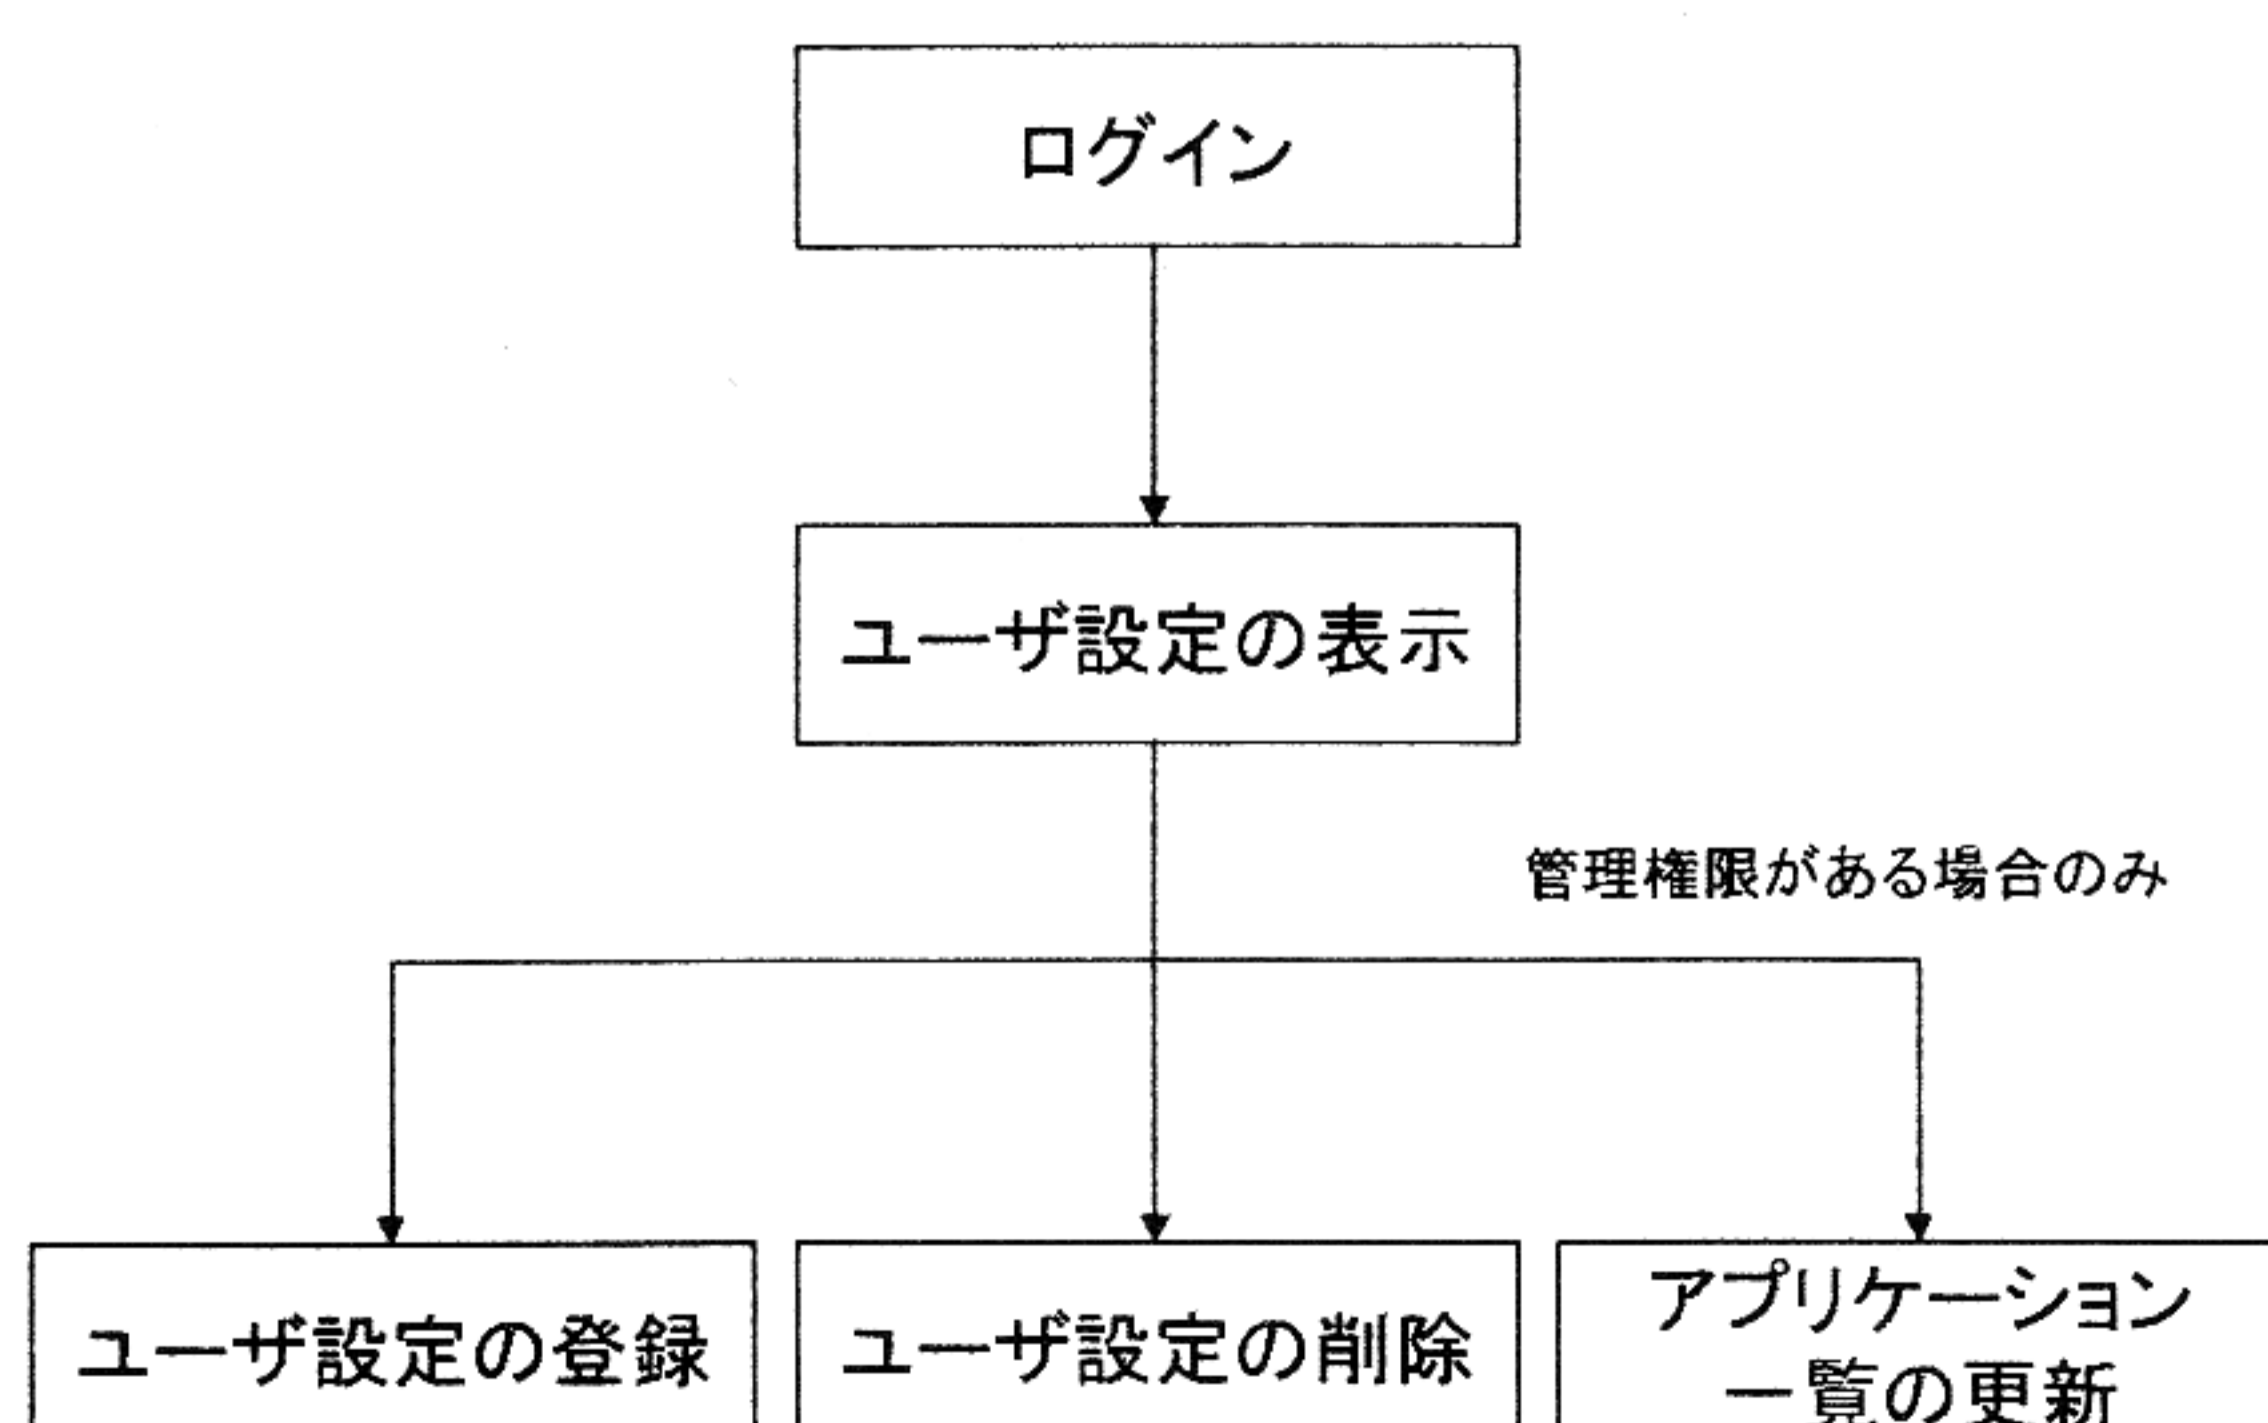 ログイン
ユーザ設定の表示
管理権限がある場合のみ
ユーザ設定の登録
ユーザ設定の削除
アプリケーション
一覧の更新